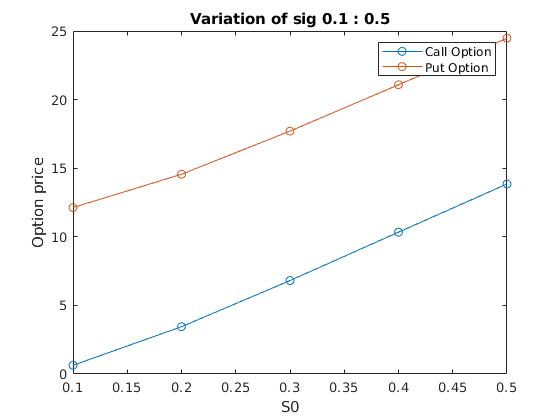 Variation of sig 0.1 : 0.5
25
20
15
10
5
0
Option price
Call Option
Put Option
0.1 0.15 0.2 0.25 0.3 0.35 0.4 0.45 0.5
S0